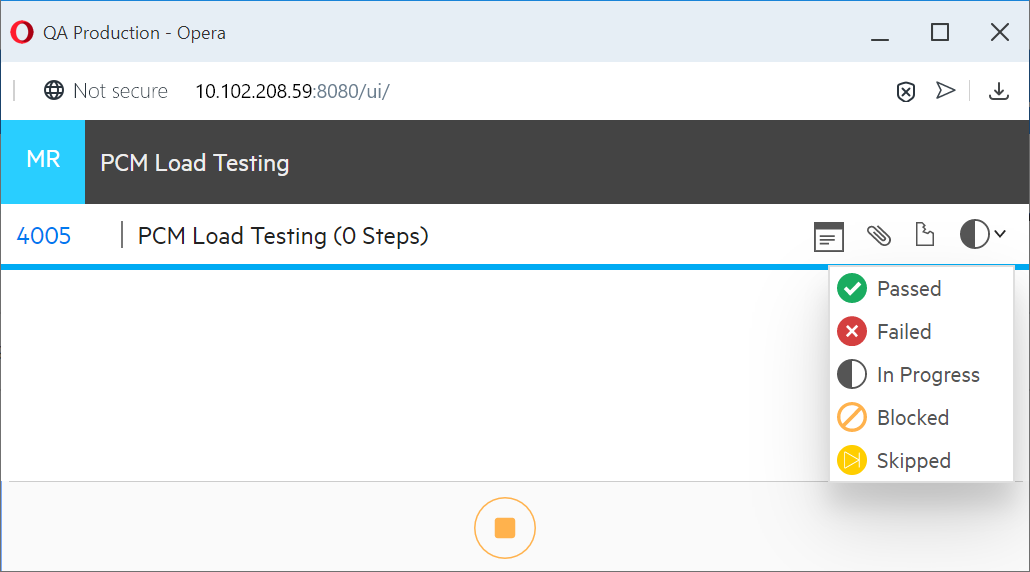 QA Production - Opera
Not secure 10.102.208.59:8080/ui/
MR PCM Load Testing
4005 PCM Load Testing (0 Steps)
Passed
Failed
In Progress
Blocked
Skipped